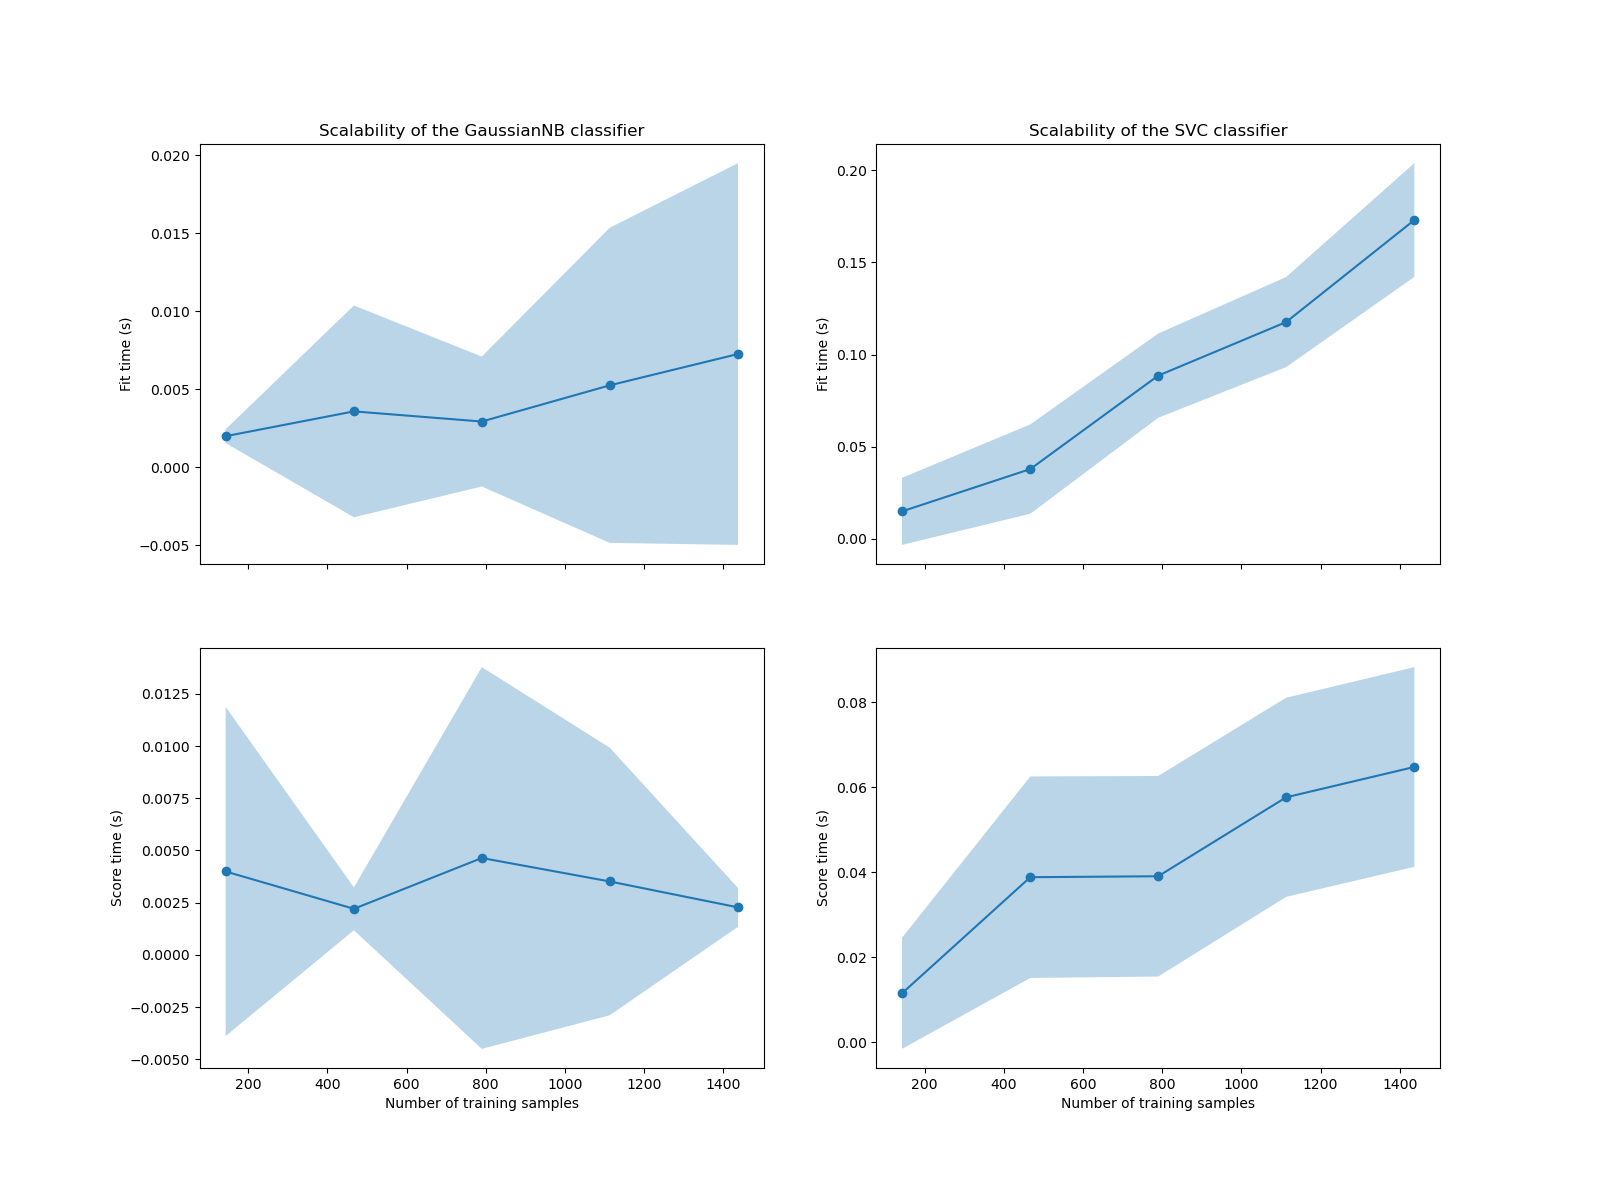 Scalability of the GaussianNB classifier
0.020
0.015
0.010
0.005
0.000
−0.005
Fit time (s)
Scalability of the SVC classifier
0.20
0.15
0.10
0.05
0.00
Fit time (s)
0.0125
0.0100
0.0075
0.0050
0.0025
0.0000
−0.0025
−0.0050
Score time (s)
200 400 600 800 1000 1200 1400
Number of training samples
0.08
0.06
0.04
0.02
0.00
Score time (s)
200 400 600 800 1000 1200 1400
Number of training samples